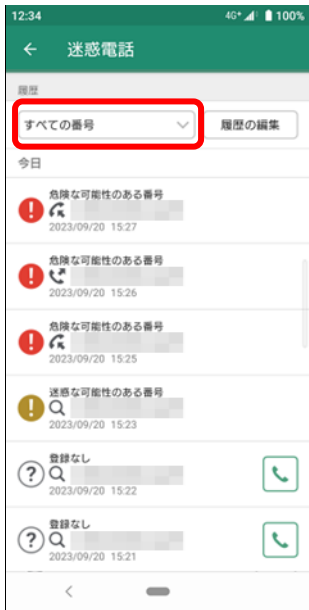 12:34 4G+ 100%
迷惑電話
履歴
すべての番号 履歴の編集
今日
危険な可能性のある番号
2023/09/20 15:27
危険な可能性のある番号
2023/09/20 15:26
危険な可能性のある番号
2023/09/20 15:25
迷惑な可能性のある番号
2023/09/20 15:23
登録なし
2023/09/20 15:22
登録なし
2023/09/20 15:21